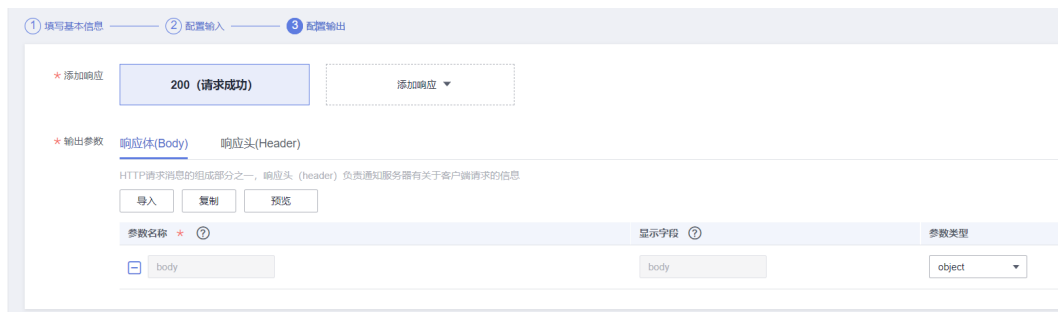 1 填写基本信息 2 配置输入 3 配置输出
* 添加响应 200（请求成功） 添加响应
* 输出参数 响应体(Body) 响应头(Header)
HTTP请求消息的组成部分之一，响应头（header）负责通知服务器有关于客户端请求的信息
导入 复制 预览
参数名称 * ? 显示字段 ? 参数类型
body body object